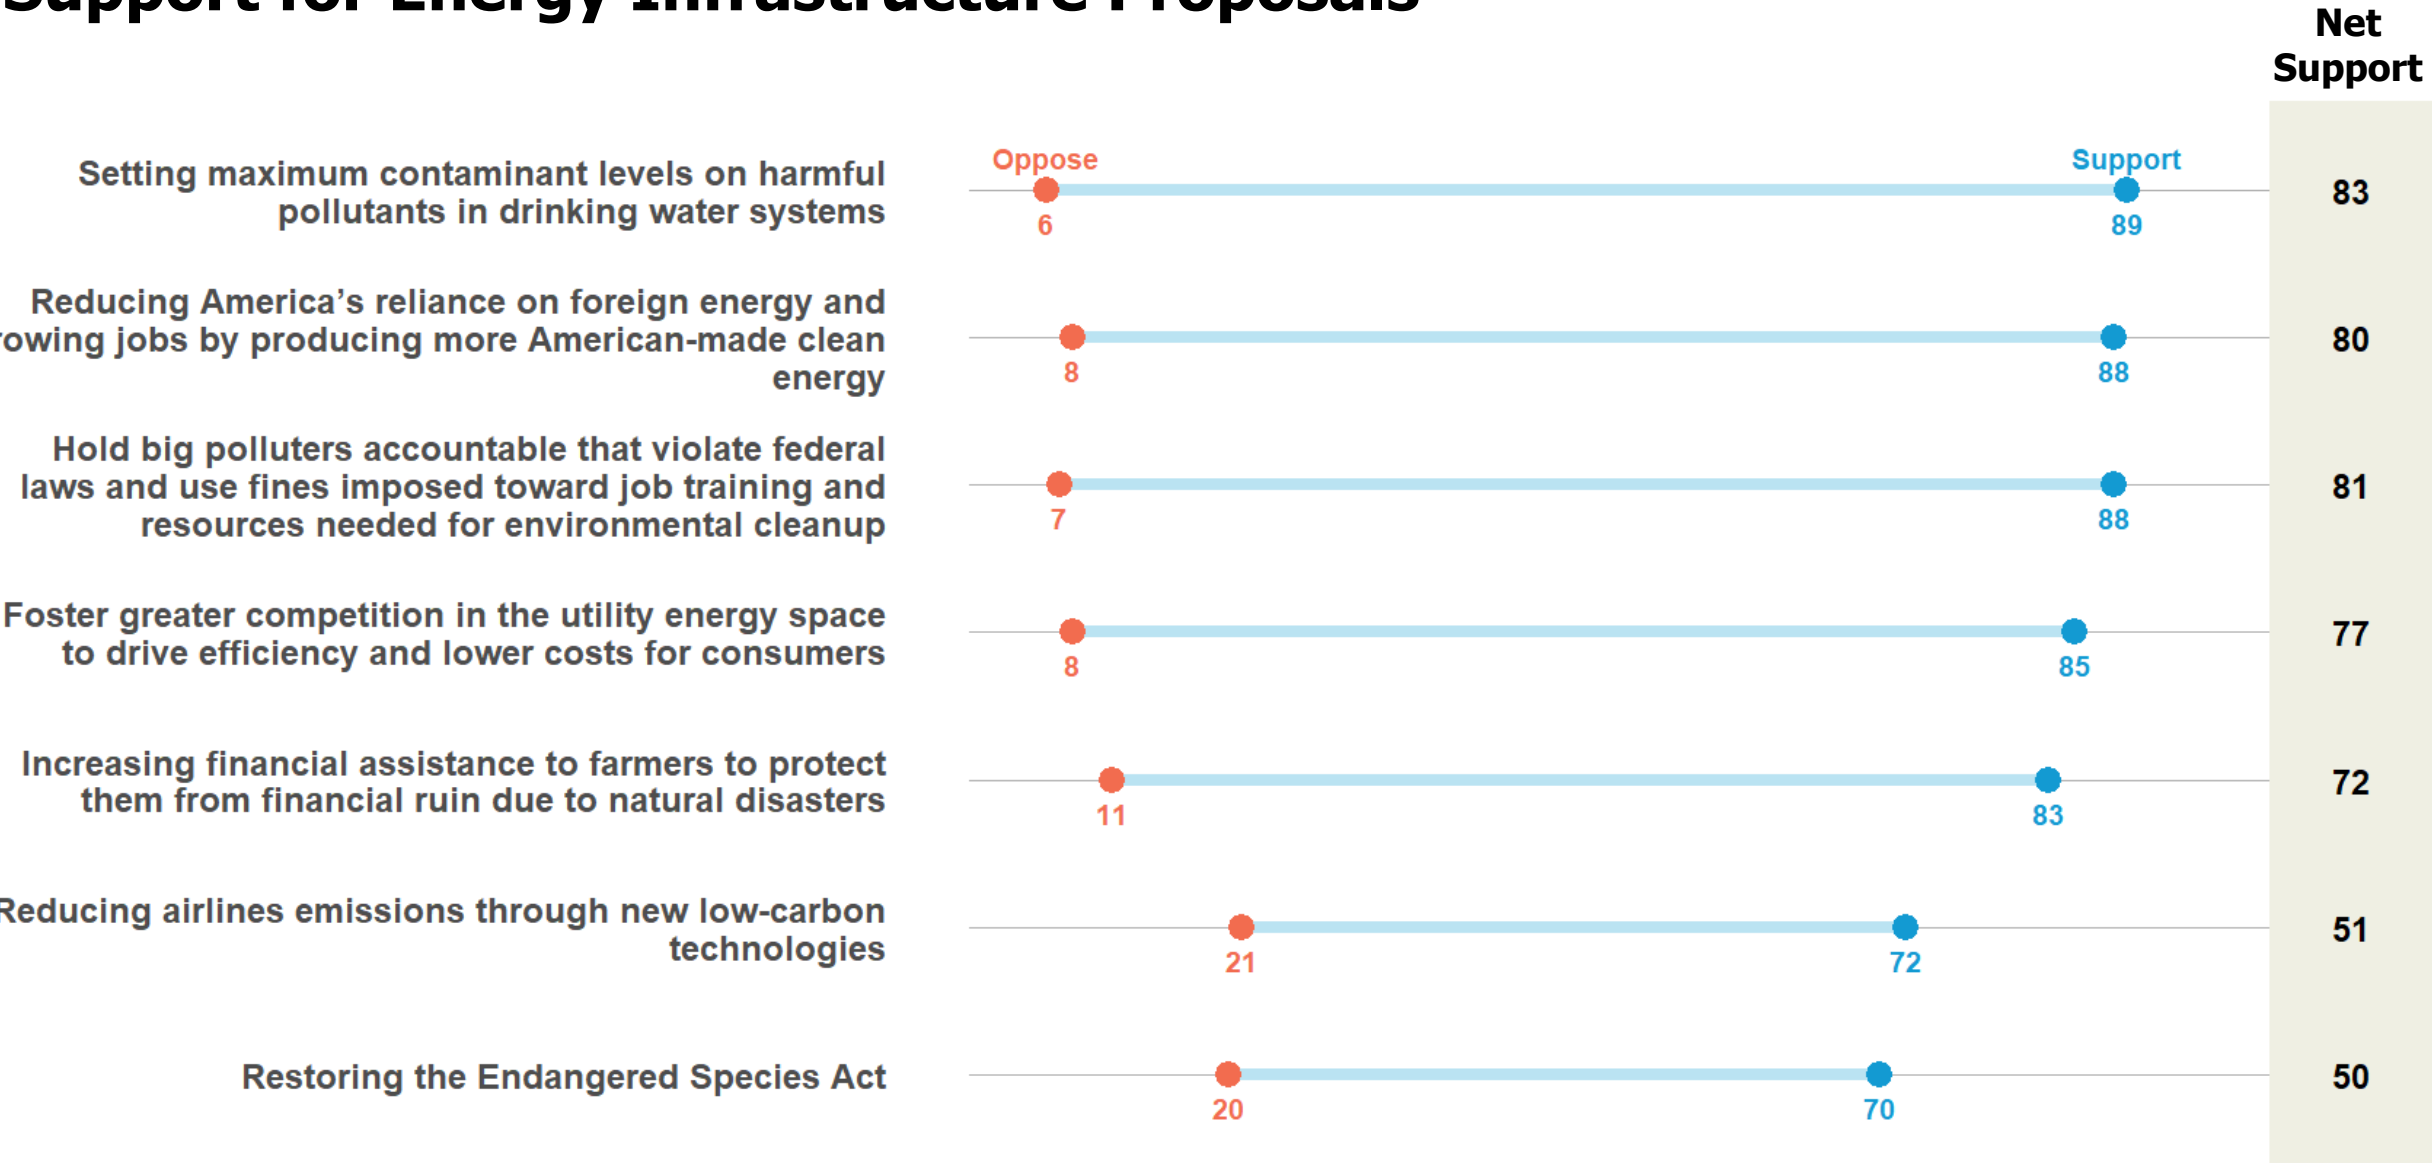 Support for Energy Infrastructure Proposals
Net
Support
Oppose
Support
Setting maximum contaminant levels on harmful
pollutants in drinking water systems
6
89
83
Reducing America’s reliance on foreign energy and
rowing jobs by producing more American-made clean
energy
8
88
80
Hold big polluters accountable that violate federal
laws and use fines imposed toward job training and
resources needed for environmental cleanup
7
88
81
Foster greater competition in the utility energy space
to drive efficiency and lower costs for consumers
8
85
77
Increasing financial assistance to farmers to protect
them from financial ruin due to natural disasters
11
83
72
Reducing airlines emissions through new low-carbon
technologies
21
72
51
Restoring the Endangered Species Act
20
70
50